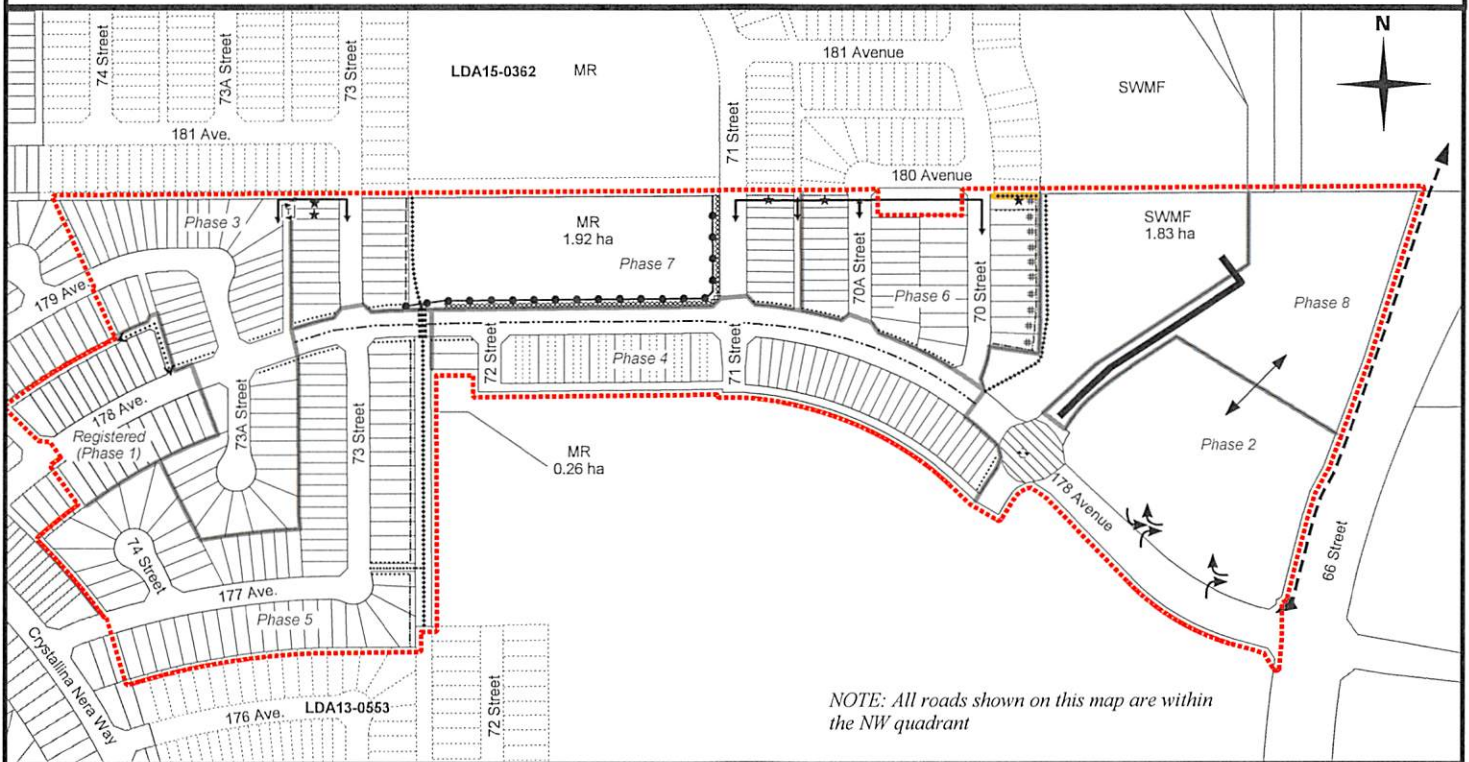 N
74 Street
73A Street
73 Street
LDA15-0362
MR
71 Street
181 Avenue
SWMF
181 Ave.
180 Avenue
Phase 3
MR
1.92 ha
Phase 7
70A Street
Phase 6
70 Street
SWMF
1.83 ha
Phase 8
179 Ave.
72 Street
Phase 4
71 Street
178 Ave.
Registered
(Phase 1)
73A Street
73 Street
MR
0.26 ha
Phase 2
178 Avenue
66 Street
74 Street
177 Ave.
Phase 5
Crystallina Nera Way
176 Ave.
LDA13-0553
72 Street
NOTE: All roads shown on this map are within
the NW quadrant